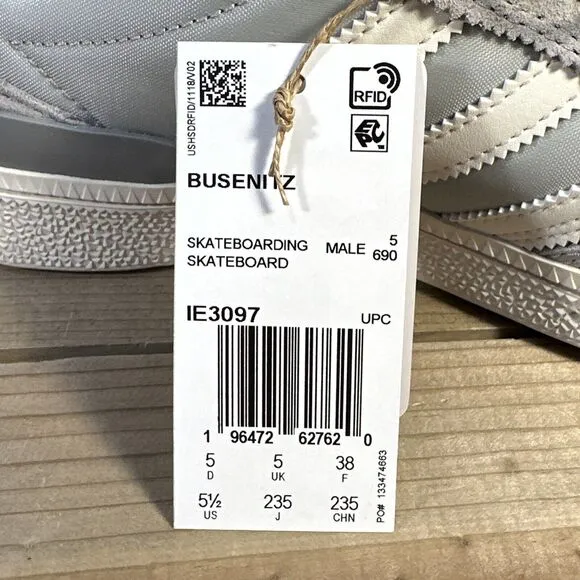 USHSDRFID/1118/V02
RFID
EPC
BUSENITZ
SKATEBOARDING MALE 5
SKATEBOARD 690
IE3097 UPC
1 96472 62762 0
5 5 38
D UK F
5½ 235 235
US J CHN
PO# 133474663